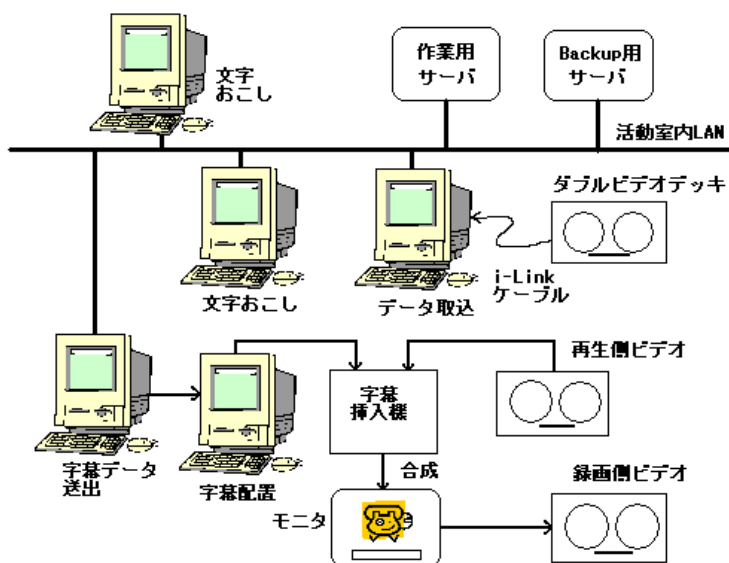 文字
おこし
作業用
サーバ
Backup用
サーバ
活動室内LAN
文字おこし
データ取込
i-Link
ケーブル
ダブルビデオデッキ
字幕データ
送出
字幕配置
字幕
挿入機
再生側ビデオ
合成
モニタ
録画側ビデオ